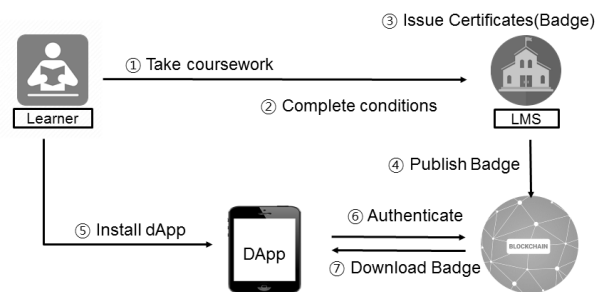 ③ Issue Certificates(Badge)
① Take coursework
② Complete conditions
Learner
LMS
④ Publish Badge
⑤ Install dApp
⑥ Authenticate
DApp
BLOCKCHAIN
⑦ Download Badge